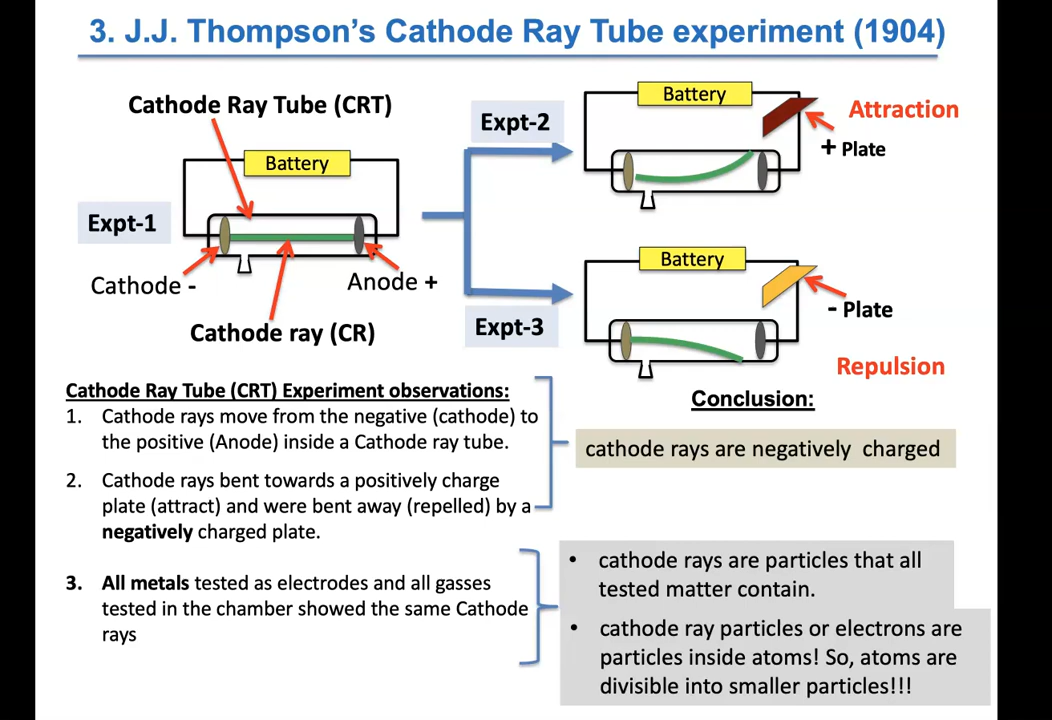 3. J.J. Thompson's Cathode Ray Tube experiment (1904)
Cathode Ray Tube (CRT)
Battery
Expt-1
Cathode -
Anode +
Cathode ray (CR)
Expt-2
Battery
Attraction
+ Plate
Expt-3
Battery
- Plate
Repulsion
Cathode Ray Tube (CRT) Experiment observations:
1. Cathode rays move from the negative (cathode) to
the positive (Anode) inside a Cathode ray tube.
2. Cathode rays bent towards a positively charge
plate (attract) and were bent away (repelled) by a
negatively charged plate.
3. All metals tested as electrodes and all gasses
tested in the chamber showed the same Cathode
rays
Conclusion:
cathode rays are negatively charged
• cathode rays are particles that all
tested matter contain.
• cathode ray particles or electrons are
particles inside atoms! So, atoms are
divisible into smaller particles!!!